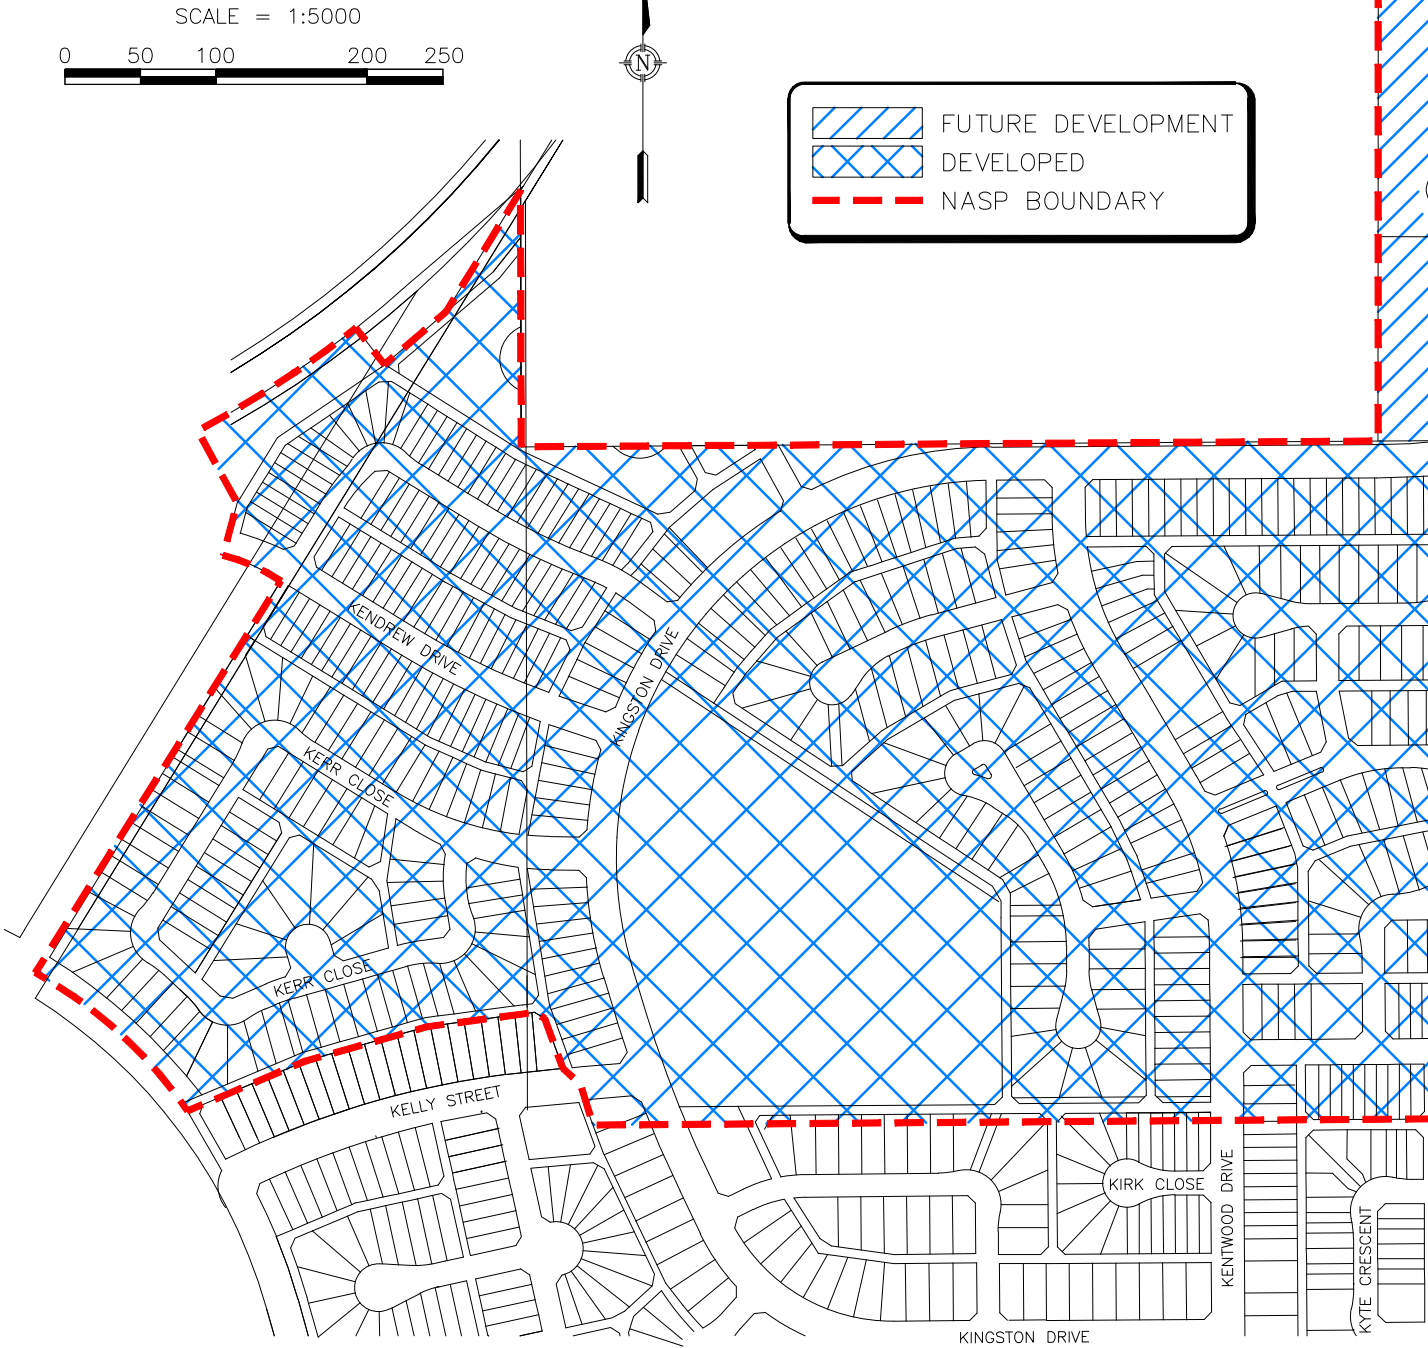 SCALE = 1:5000
0 50 100 200 250
N
FUTURE DEVELOPMENT
DEVELOPED
NASP BOUNDARY
KENDREW DRIVE
KINGSTON DRIVE
KERR CLOSE
KERR CLOSE
KELLY STREET
KIRK CLOSE
KENTWOOD DRIVE
KYTE CRESCENT
KINGSTON DRIVE